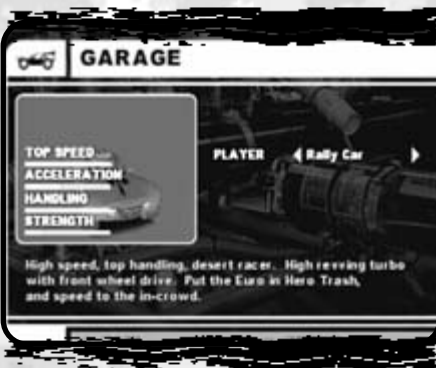 GARAGE
TOP SPEED
ACCELERATION
HANDLING
STRENGTH
PLAYER Rally Car
High speed, top handling, desert racer. High revving turbo
with front wheel drive. Put the Euro in Hero Trash,
and speed to the in-crowd.